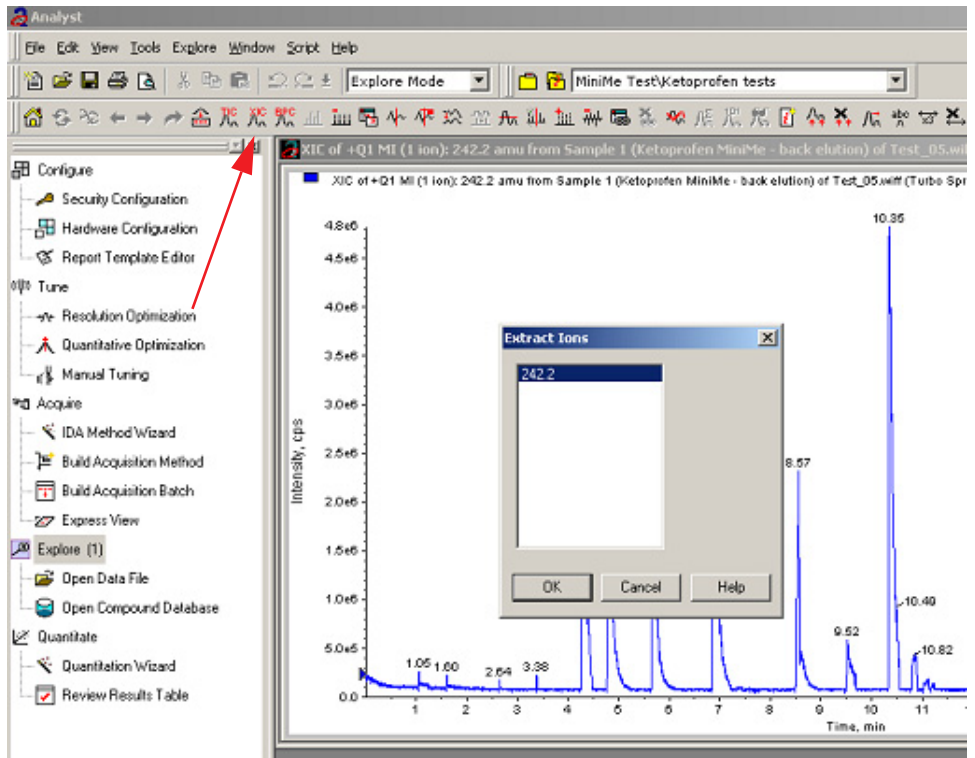 Analyst
File Edit View Tools Explore Window Script Help
Explore Mode MiniMe Test\Ketoprofen tests
TIC XIC BPC
XIC of +Q1 MI (1 ion): 242.2 amu from Sample 1 (Ketoprofen MiniMe - back elution) of Test_05.wif
XIC of +Q1 MI (1 ion): 242.2 amu from Sample 1 (Ketoprofen MiniMe - back elution) of Test_05.wiff (Turbo Spr
Configure
Security Configuration
Hardware Configuration
Report Template Editor
Tune
Resolution Optimization
Quantitative Optimization
Manual Tuning
Acquire
IDA Method Wizard
Build Acquisition Method
Build Acquisition Batch
Express View
Explore (1)
Open Data File
Open Compound Database
Quantitate
Quantitation Wizard
Review Results Table
Extract Ions
242.2
OK Cancel Help
Intensity, cps
4.8e6
4.5e6
4.0e6
3.5e6
3.0e6
2.5e6
2.0e6
1.5e6
1.0e6
5.0e5
0.0
1.05 1.60 2.64 3.38 8.57 9.52 10.35 10.49 10.82
1 2 3 4 5 6 7 8 9 10 11
Time, min